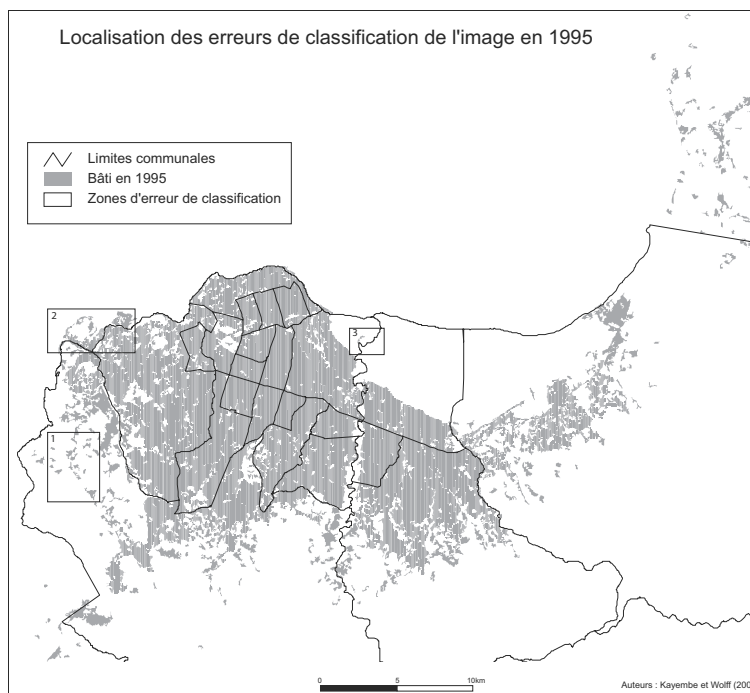 Localisation des erreurs de classification de l'image en 1995
Limites communales
Bâti en 1995
Zones d'erreur de classification
2
3
1
0 5 10km
Auteurs : Kayembe et Wolff (200